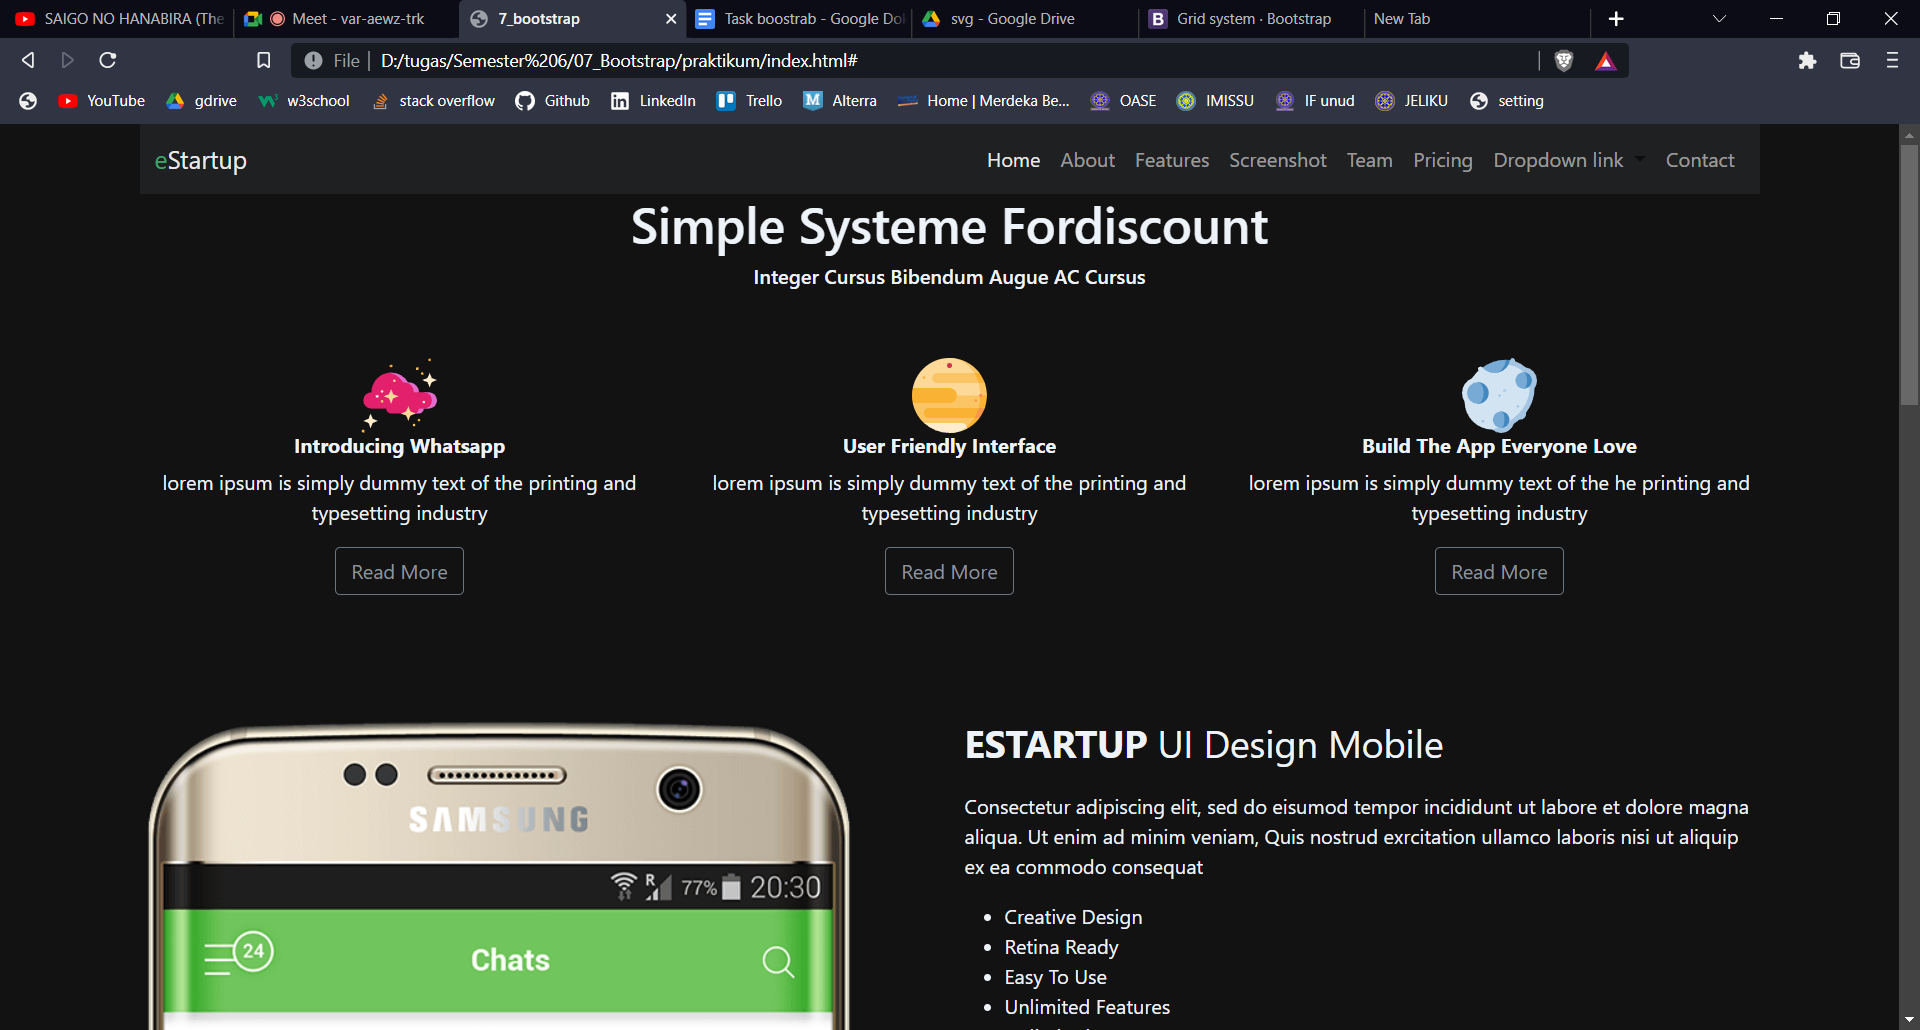 SAIGO NO HANABIRA (The
Meet - var-aewz-trk
7_bootstrap
Task boostrab - Google Do
svg - Google Drive
Grid system · Bootstrap
New Tab
File
D:/tugas/Semester%206/07_Bootstrap/praktikum/index.html#
YouTube
gdrive
w3school
stack overflow
Github
LinkedIn
Trello
Alterra
Home | Merdeka Be...
OASE
IMISSU
IF unud
JELIKU
setting
eStartup
Home
About
Features
Screenshot
Team
Pricing
Dropdown link
Contact
Simple Systeme Fordiscount
Integer Cursus Bibendum Augue AC Cursus
Introducing Whatsapp
lorem ipsum is simply dummy text of the printing and
typesetting industry
Read More
User Friendly Interface
lorem ipsum is simply dummy text of the printing and
typesetting industry
Read More
Build The App Everyone Love
lorem ipsum is simply dummy text of the he printing and
typesetting industry
Read More
SAMSUNG
R
77%
20:30
24
Chats
ESTARTUP UI Design Mobile
Consectetur adipiscing elit, sed do eisumod tempor incididunt ut labore et dolore magna
aliqua. Ut enim ad minim veniam, Quis nostrud exrcitation ullamco laboris nisi ut aliquip
ex ea commodo consequat
• Creative Design
• Retina Ready
• Easy To Use
• Unlimited Features